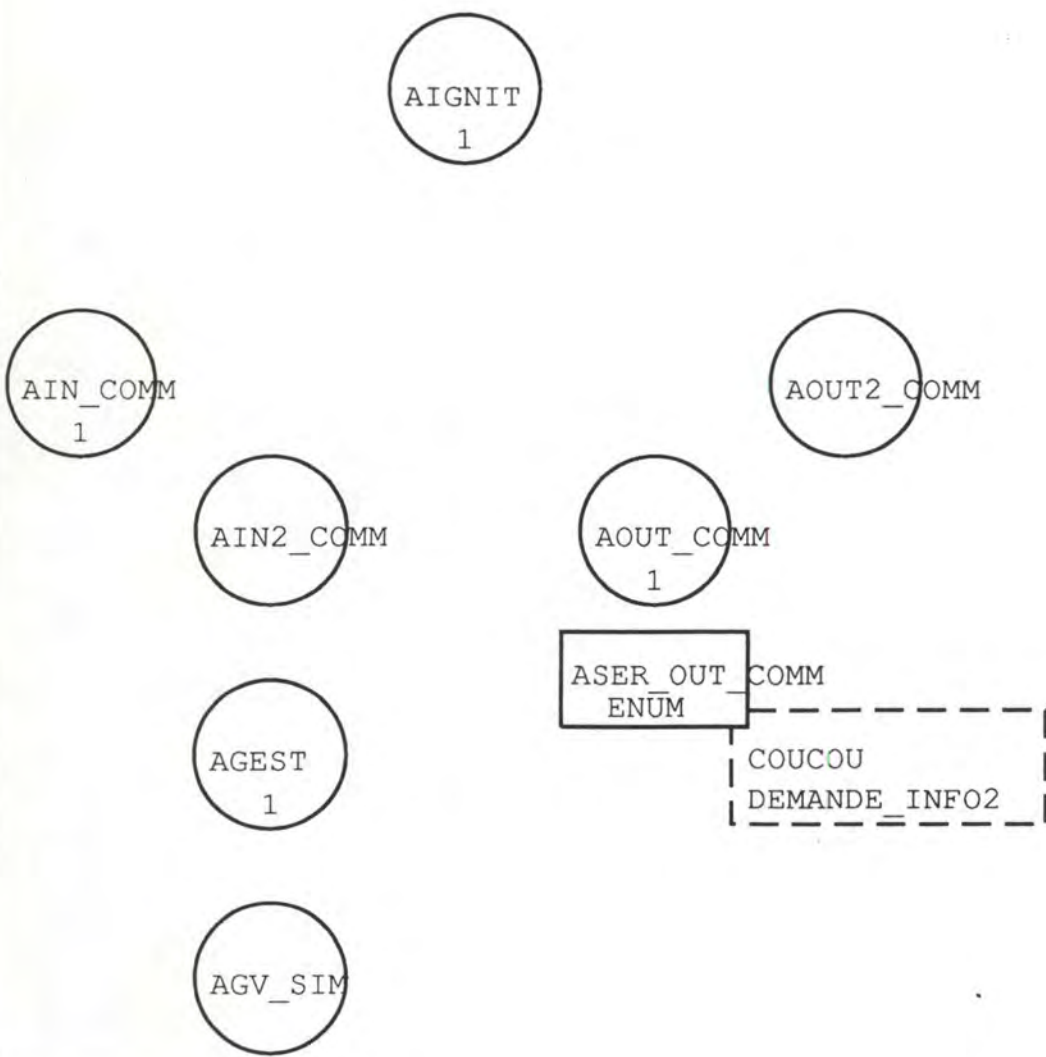 AIGNIT
1
AIN_COMM
1
AOUT2_COMM
AIN2_COMM
AOUT_COMM
1
ASER_OUT_COMM
ENUM
AGEST
1
COUCOU
DEMANDE_INFO2
AGV_SIM